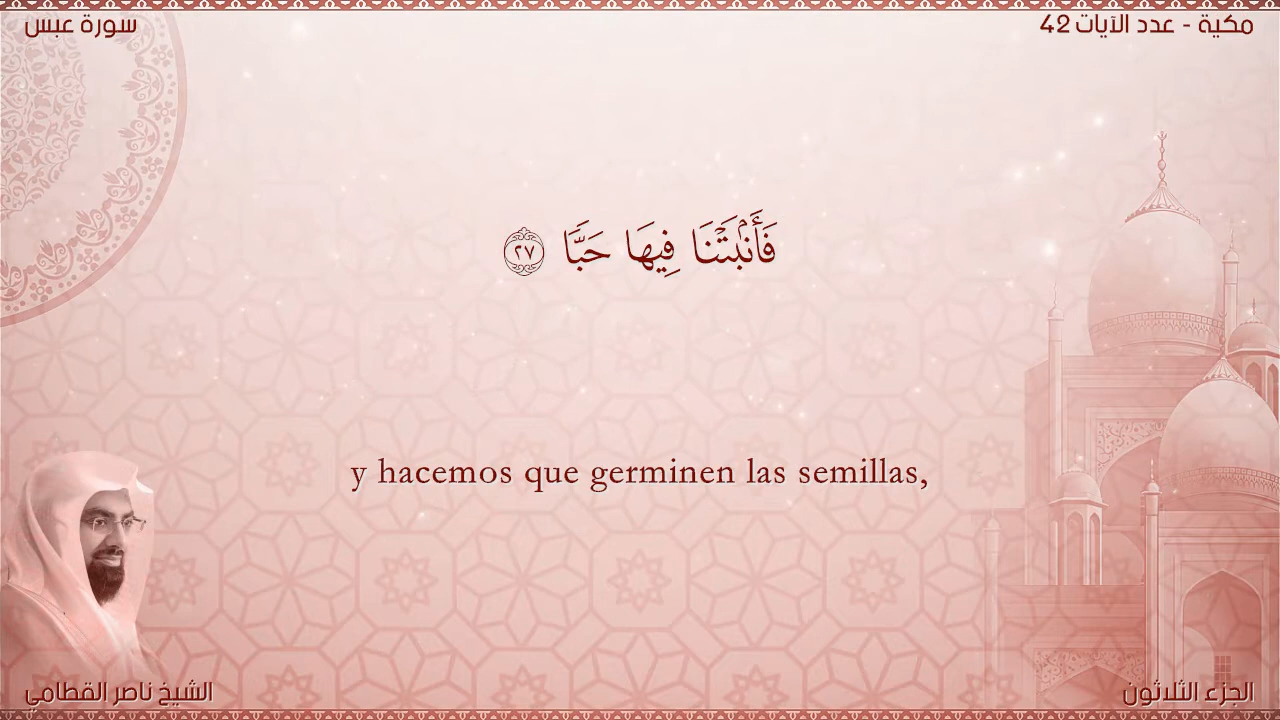 مكية - عدد الآيات 42
سورة عبس
فَأَنۢبَتْنَا فِيهَا حَبًّا ٢٧
y hacemos que germinen las semillas,
الشيخ ناصر القطامي
الجزء الثلاثون